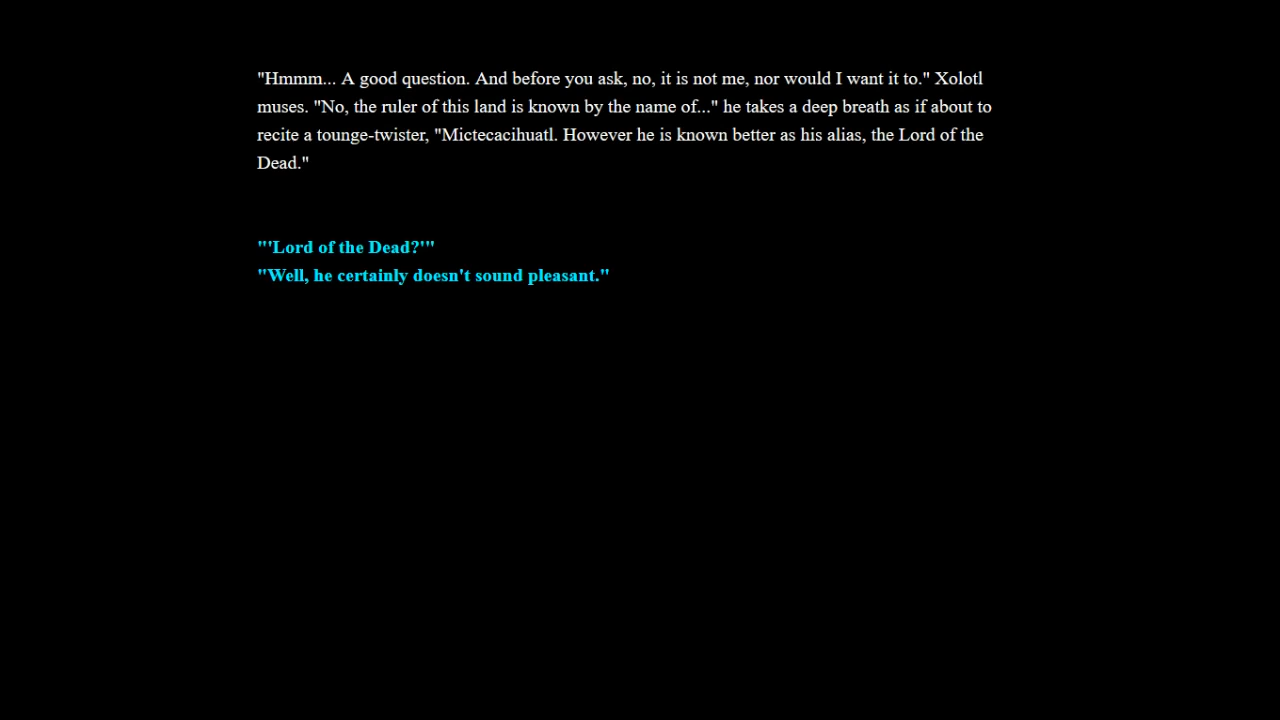 "Hmmm... A good question. And before you ask, no, it is not me, nor would I want it to." Xolotl
muses. "No, the ruler of this land is known by the name of..." he takes a deep breath as if about to
recite a tounge-twister, "Mictecacihuatl. However he is known better as his alias, the Lord of the
Dead."
"'Lord of the Dead?'"
"Well, he certainly doesn't sound pleasant."